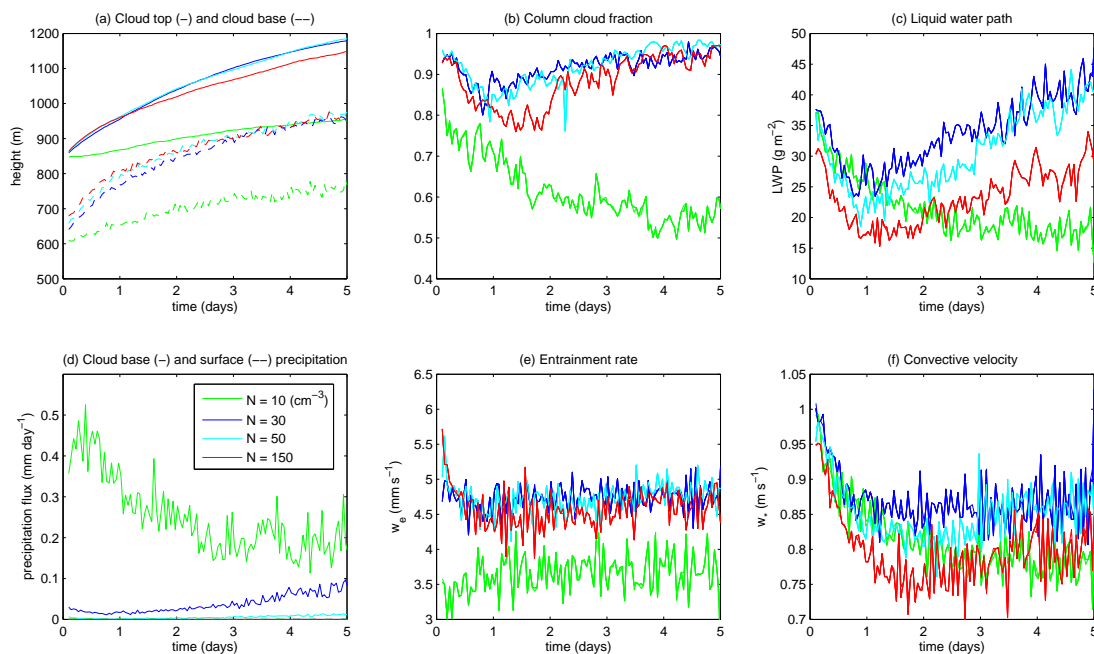 (a) Cloud top (−) and cloud base (−−)
1200
1100
1000
900
800
700
600
500
height (m)
0 1 2 3 4 5
time (days)
(b) Column cloud fraction
1
0.9
0.8
0.7
0.6
0.5
0.4
0 1 2 3 4 5
time (days)
(c) Liquid water path
50
45
40
35
30
25
20
15
10
LWP (g m⁻²)
0 1 2 3 4 5
time (days)
(d) Cloud base (−) and surface (−−) precipitation
0.5
0.4
0.3
0.2
0.1
0
precipitation flux (mm day⁻¹)
N = 10 (cm⁻³)
N = 30
N = 50
N = 150
0 1 2 3 4 5
time (days)
(e) Entrainment rate
6.5
6
5.5
5
4.5
4
3.5
3
wₑ (mm s⁻¹)
0 1 2 3 4 5
time (days)
(f) Convective velocity
1.05
1
0.95
0.9
0.85
0.8
0.75
0.7
w* (m s⁻¹)
0 1 2 3 4 5
time (days)